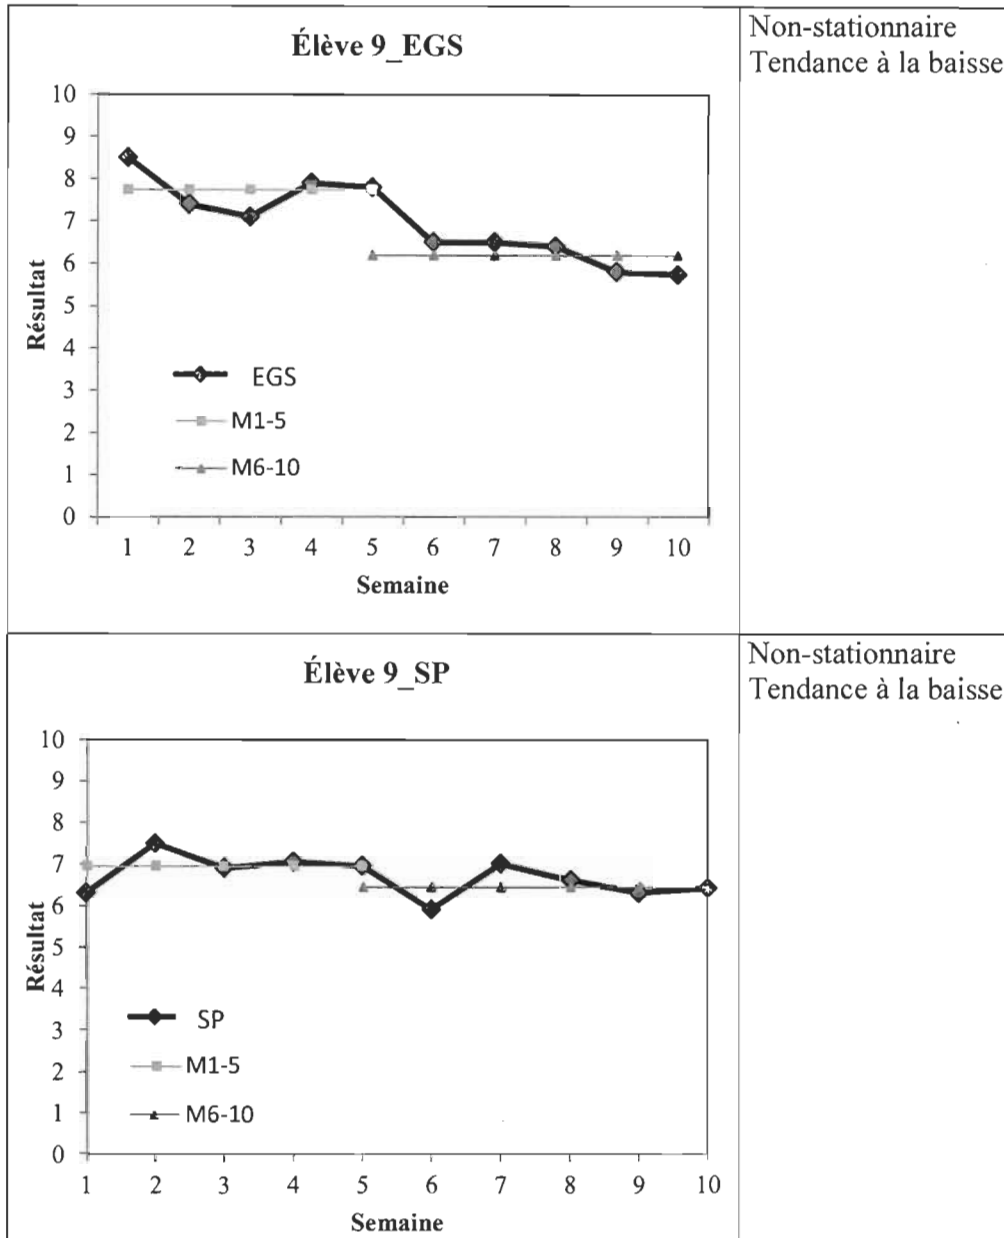 Élève 9_EGS
Non-stationnaire
Tendance à la baisse
10
9
8
7
6
5
4
3
2
1
0
Résultat
EGS
M1-5
M6-10
1 2 3 4 5 6 7 8 9 10
Semaine
Élève 9_SP
Non-stationnaire
Tendance à la baisse
10
9
8
7
6
5
4
3
2
1
0
Résultat
SP
M1-5
M6-10
1 2 3 4 5 6 7 8 9 10
Semaine